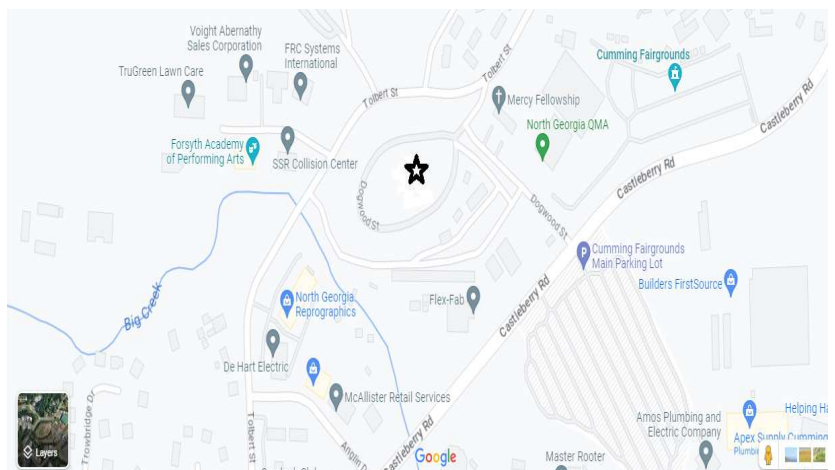 Voight Abernathy
Sales Corporation
FRC Systems
International
TruGreen Lawn Care
Tolbert St
Tolbert St
Mercy Fellowship
Cumming Fairgrounds
North Georgia QMA
Castleberry Rd
Forsyth Academy
of Performing Arts
SSR Collision Center
Castleberry Rd
Dogwood St
Dogwood St
Cumming Fairgrounds
Main Parking Lot
Builders FirstSource
Big Creek
North Georgia
Reprographics
Flex-Fab
Castleberry Rd
De Hart Electric
McAllister Retail Services
Trowbridge Dr
Tolbert St
Anglin Dr
Castleberry Rd
Amos Plumbing and
Electric Company
Helping Ha
Apex Supply Cumming
Master Rooter
Layers
Google